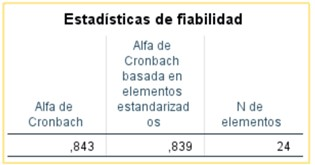 Estadísticas de fiabilidad
Alfa de
Cronbach
Alfa de
Cronbach
basada en
elementos
estandarizad
os
N de
elementos
,843
,839
24